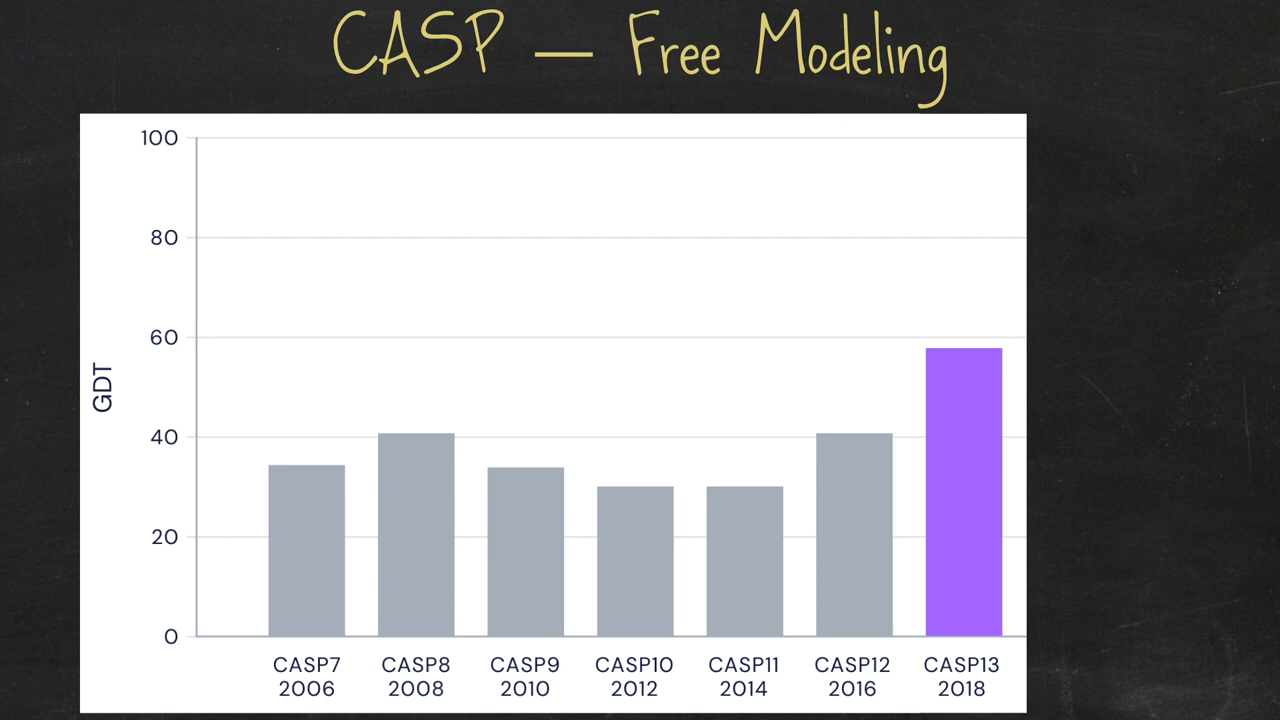 CASP — Free Modeling
100
80
60
40
20
0
GDT
CASP7 CASP8 CASP9 CASP10 CASP11 CASP12 CASP13
2006 2008 2010 2012 2014 2016 2018